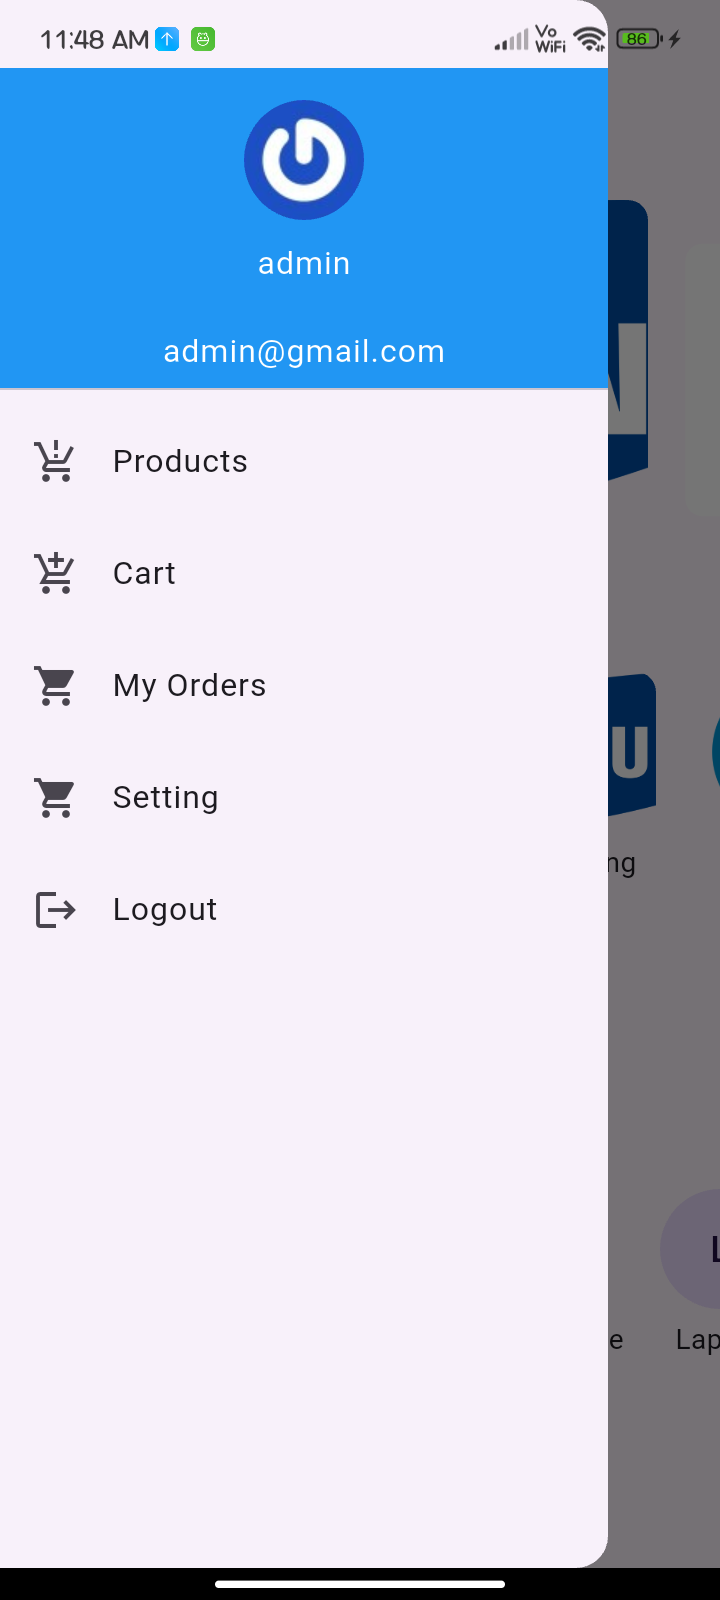 11:48 AM
Vo
WiFi
86
admin
admin@gmail.com
N
Products
Cart
My Orders
U
Setting
ng
Logout
L
e
Lap